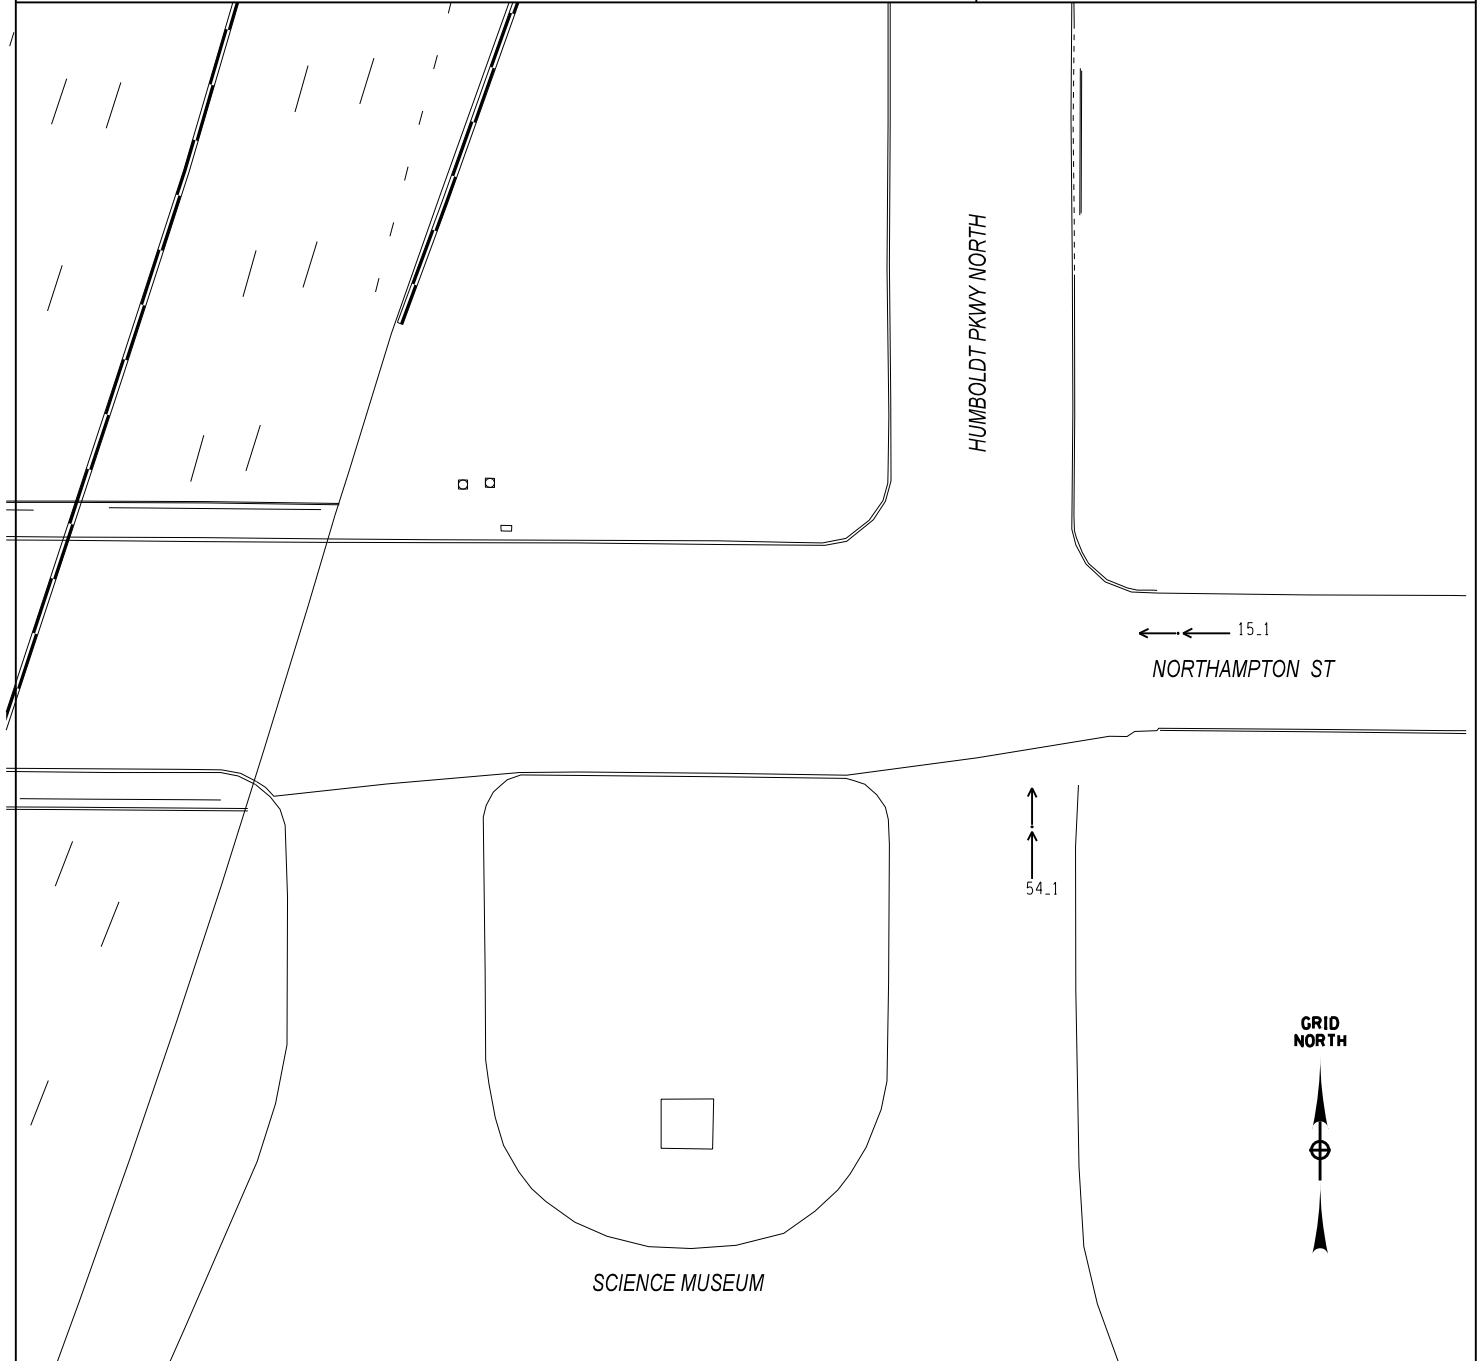 HUMBOLDT PKWY NORTH
15_1
NORTHAMPTON ST
54_1
GRID
NORTH
SCIENCE MUSEUM